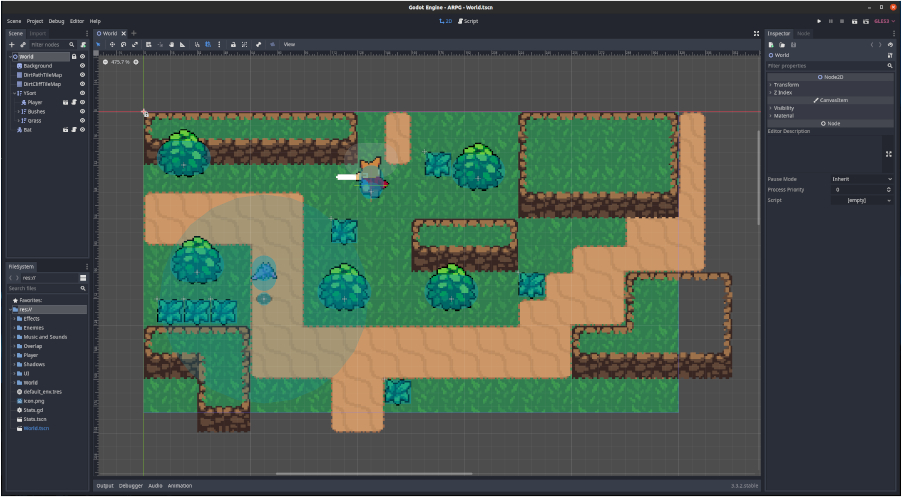 Godot Engine - ARPG - World.tscn
Scene Project Debug Editor Help
2D Script
GLES3
Scene Import
Filter nodes
World
Background
DirtPathTileMap
DirtCliffTileMap
YSort
Player
Bushes
Grass
Bat
FileSystem
res://
Search files
Favorites:
res://
Effects
Enemies
Music and Sounds
Overlap
Player
Shadows
UI
World
default_env.tres
icon.png
Stats.gd
Stats.tscn
World.tscn
World
View
475.7 %
Output Debugger Audio Animation
3.3.2.stable
Inspector Node
World
Filter properties
Node2D
Transform
Z Index
CanvasItem
Visibility
Material
Node
Editor Description
Pause Mode Inherit
Process Priority 0
Script [empty]